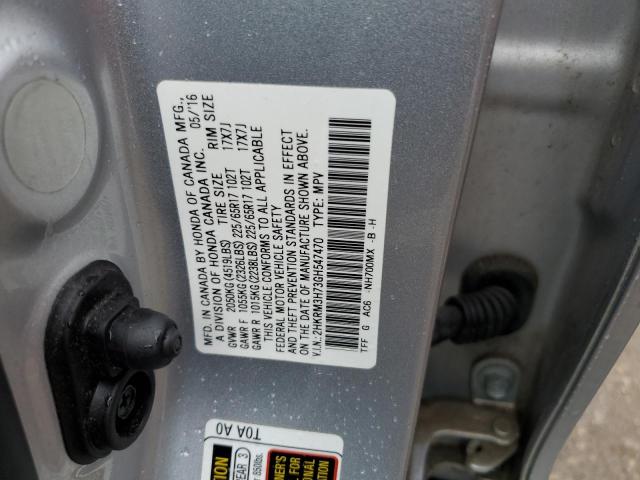 MFD. IN CANADA BY HONDA OF CANADA MFG.,
A DIVISION OF HONDA CANADA INC. 05/16
TIRE SIZE RIM SIZE
GVWR 2050KG(4519LBS)
GAWR F 1055KG(2326LBS) 225/65R17 102T 17X7J
GAWR R 1015KG(2238LBS) 225/65R17 102T 17X7J
THIS VEHICLE CONFORMS TO ALL APPLICABLE
FEDERAL MOTOR VEHICLE SAFETY
AND THEFT PREVENTION STANDARDS IN EFFECT
ON THE DATE OF MANUFACTURE SHOWN ABOVE.
V.I.N.: 2HKRM3H73GH547470 TYPE: MPV
TFF G AC6 NH700MX -B -H
T0A A0
YEAR 3
850lbs.